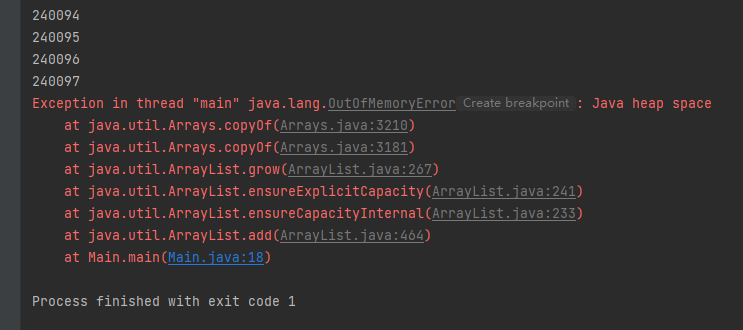 240094
240095
240096
240097
Exception in thread "main" java.lang.OutOfMemoryError Create breakpoint : Java heap space
    at java.util.Arrays.copyOf(Arrays.java:3210)
    at java.util.Arrays.copyOf(Arrays.java:3181)
    at java.util.ArrayList.grow(ArrayList.java:267)
    at java.util.ArrayList.ensureExplicitCapacity(ArrayList.java:241)
    at java.util.ArrayList.ensureCapacityInternal(ArrayList.java:233)
    at java.util.ArrayList.add(ArrayList.java:464)
    at Main.main(Main.java:18)
Process finished with exit code 1